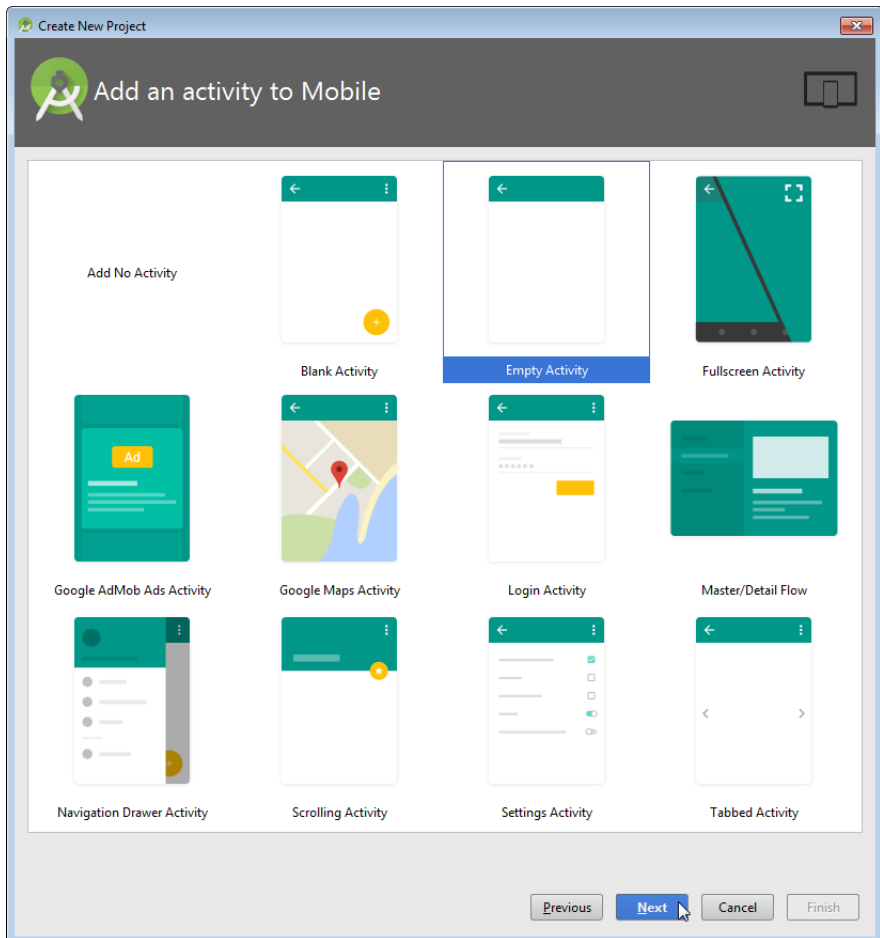 Create New Project
Add an activity to Mobile
Add No Activity
Blank Activity
Empty Activity
Fullscreen Activity
Ad
Google AdMob Ads Activity
Google Maps Activity
Login Activity
Master/Detail Flow
Navigation Drawer Activity
Scrolling Activity
Settings Activity
Tabbed Activity
Previous
Next
Cancel
Finish